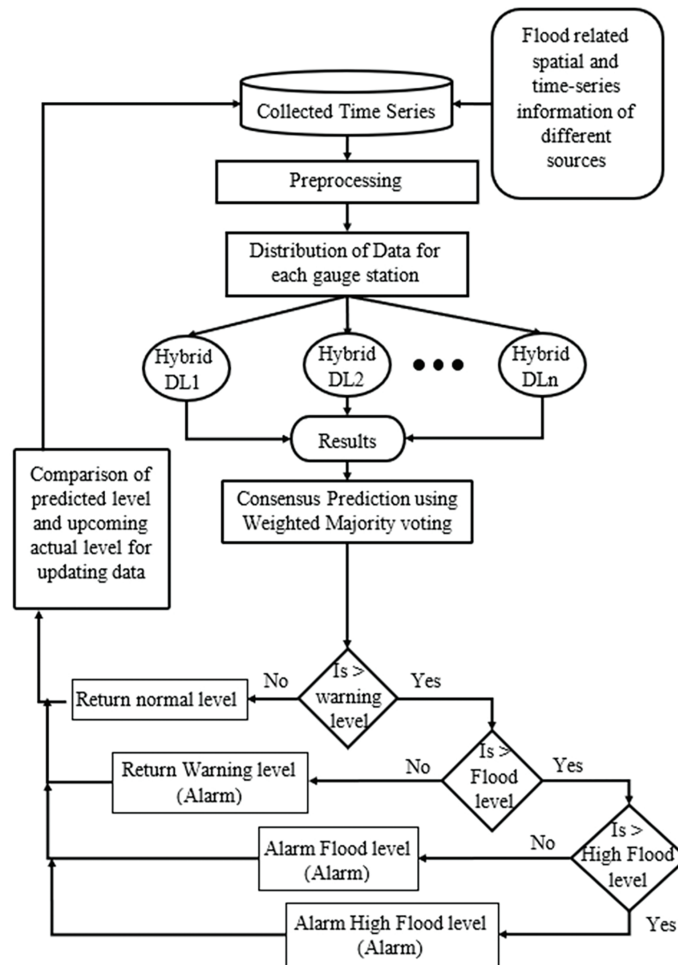 Flood related
spatial and
time-series
information of
different
sources
Collected Time Series
Preprocessing
Distribution of Data for
each gauge station
Hybrid
DL1
Hybrid
DL2
Hybrid
DLn
Results
Comparison of
predicted level
and upcoming
actual level for
updating data
Consensus Prediction using
Weighted Majority voting
Is >
warning
level
No
Yes
Return normal level
Is >
Flood
level
No
Yes
Return Warning level
(Alarm)
Is >
High Flood
level
No
Yes
Alarm Flood level
(Alarm)
Alarm High Flood level
(Alarm)